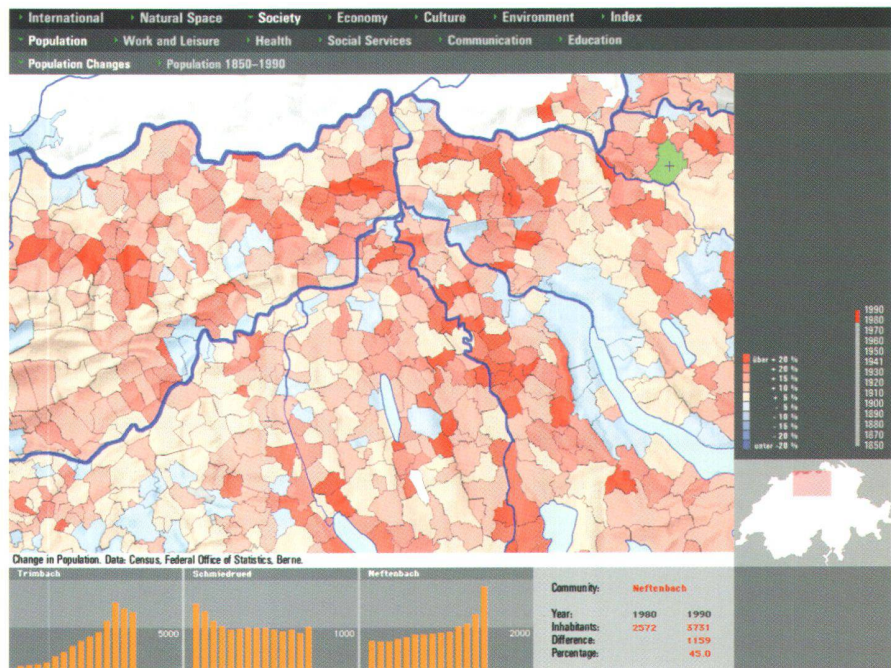 International Natural Space Society Economy Culture Environment Index
Population Work and Leisure Health Social Services Communication Education
Population Changes Population 1850–1990
1990
1980
1970
1960
1950
1941
1930
1920
1910
1900
1890
1880
1870
1850
über + 20 %
+ 20 %
+ 15 %
+ 10 %
+ 5 %
- 5 %
- 10 %
- 15 %
- 20 %
unter -20 %
Change in Population. Data: Census, Federal Office of Statistics, Berne.
Trimbach Schmiedrued Neftenbach
5000 1000 2000
Community: Neftenbach
Year: 1980 1990
Inhabitants: 2572 3731
Difference: 1159
Percentage: 45.0